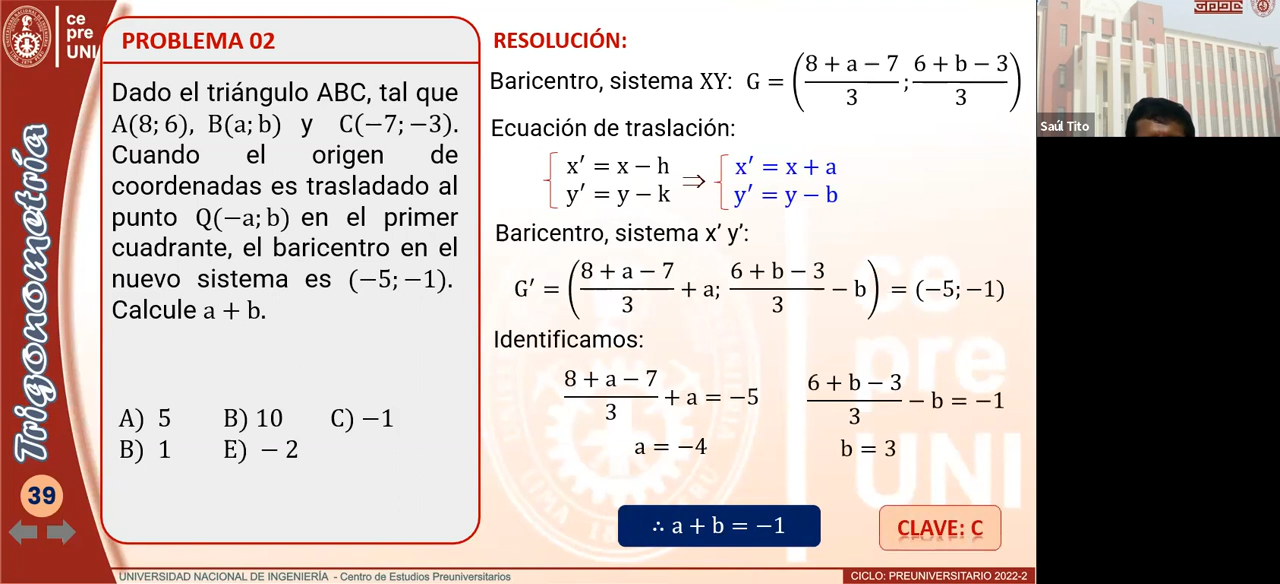 ce
pre
UNI
PROBLEMA 02
Dado el triángulo ABC, tal que
A(8; 6), B(a; b) y C(−7; −3).
Cuando el origen de
coordenadas es trasladado al
punto Q(−a; b) en el primer
cuadrante, el baricentro en el
nuevo sistema es (−5; −1).
Calcule a + b.
A) 5 B) 10 C) −1
B) 1 E) − 2
Trigonometría
39
RESOLUCIÓN:
Baricentro, sistema XY: G = ((8 + a − 7)/3 ; (6 + b − 3)/3)
Ecuación de traslación:
{ x′ = x − h ⇒ { x′ = x + a
y′ = y − k y′ = y − b
Baricentro, sistema x′ y′:
G′ = ((8 + a − 7)/3 + a; (6 + b − 3)/3 − b) = (−5; −1)
Identificamos:
(8 + a − 7)/3 + a = −5 (6 + b − 3)/3 − b = −1
a = −4 b = 3
∴ a + b = −1
CLAVE: C
ce
pre
UNI
UNIVERSIDAD NACIONAL DE INGENIERÍA - Centro de Estudios Preuniversitarios
CICLO: PREUNIVERSITARIO 2022-2
Saúl Tito